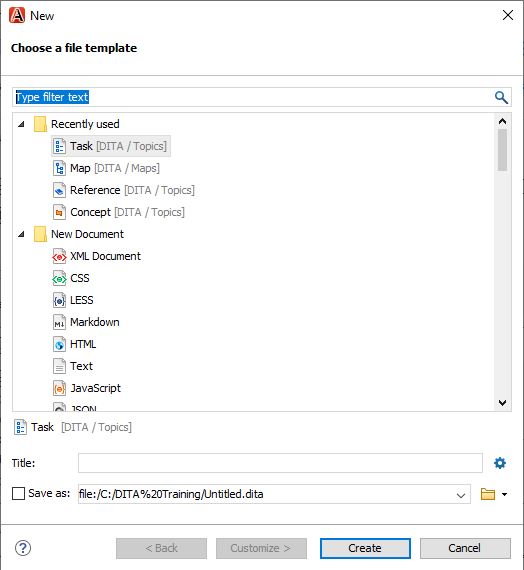 New
Choose a file template
Type filter text
Recently used
Task [DITA / Topics]
Map [DITA / Maps]
Reference [DITA / Topics]
Concept [DITA / Topics]
New Document
XML Document
CSS
LESS
Markdown
HTML
Text
JavaScript
JSON
Task [DITA / Topics]
Title:
Save as: file:/C:/DITA%20Training/Untitled.dita
< Back Customize > Create Cancel